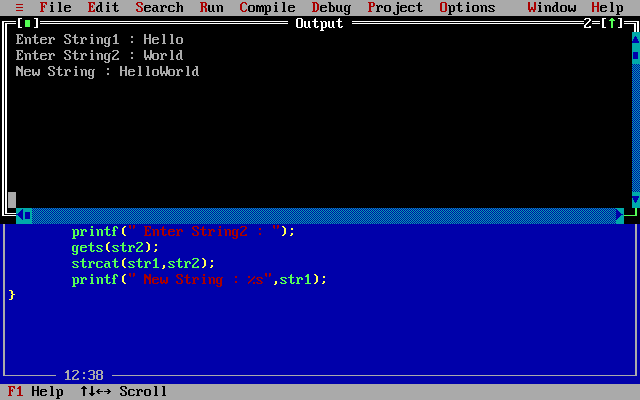 ≡ File Edit Search Run Compile Debug Project Options Window Help
[■] Output 2=[↑]
Enter String1 : Hello
Enter String2 : World
New String : HelloWorld
printf(" Enter String2 : ");
gets(str2);
strcat(str1,str2);
printf(" New String : %s",str1);
}
12:38
F1 Help ↑↓←→ Scroll